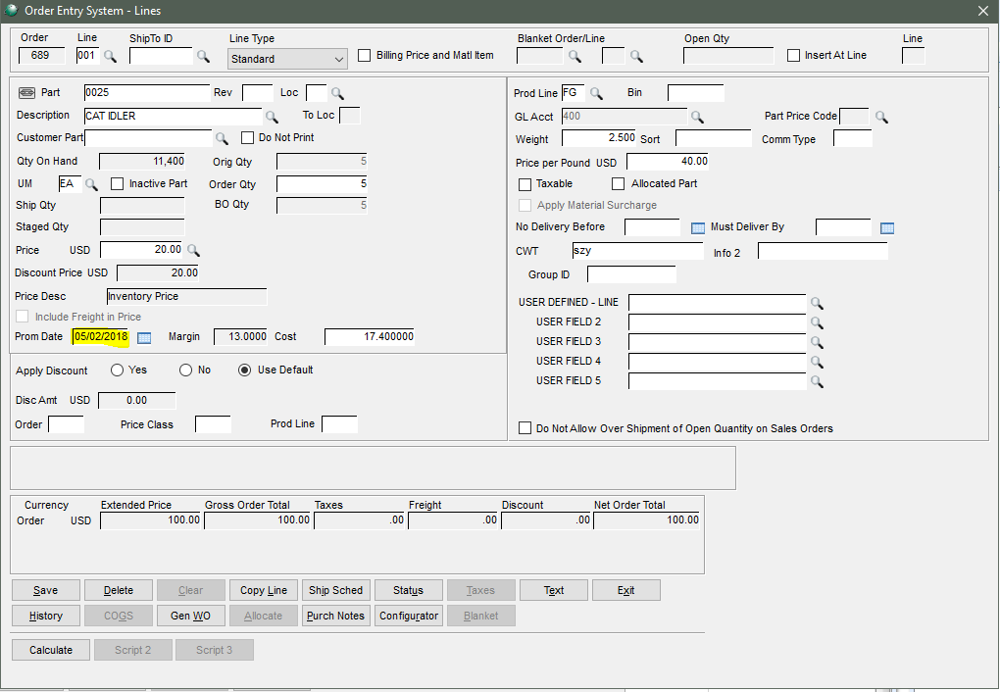 Order Entry System - Lines
Order Line ShipTo ID Line Type Blanket Order/Line Open Qty Line
689 001 Standard Billing Price and Matl Item Insert At Line
Part 0025 Rev Loc
Description CAT IDLER To Loc
Customer Part Do Not Print
Qty On Hand 11,400 Orig Qty 5
UM EA Inactive Part Order Qty 5
Ship Qty BO Qty 5
Staged Qty
Price USD 20.00
Discount Price USD 20.00
Price Desc Inventory Price
Include Freight in Price
Prom Date 05/02/2018 Margin 13.0000 Cost 17.400000
Apply Discount Yes No Use Default
Disc Amt USD 0.00
Order Price Class Prod Line
Prod Line FG Bin
GL Acct 400 Part Price Code
Weight 2.500 Sort Comm Type
Price per Pound USD 40.00
Taxable Allocated Part
Apply Material Surcharge
No Delivery Before Must Deliver By
CWT szy Info 2
Group ID
USER DEFINED - LINE
USER FIELD 2
USER FIELD 3
USER FIELD 4
USER FIELD 5
Do Not Allow Over Shipment of Open Quantity on Sales Orders
Currency Extended Price Gross Order Total Taxes Freight Discount Net Order Total
Order USD 100.00 100.00 .00 .00 .00 100.00
Save Delete Clear Copy Line Ship Sched Status Taxes Text Exit
History COGS Gen WO Allocate Purch Notes Configurator Blanket
Calculate Script 2 Script 3